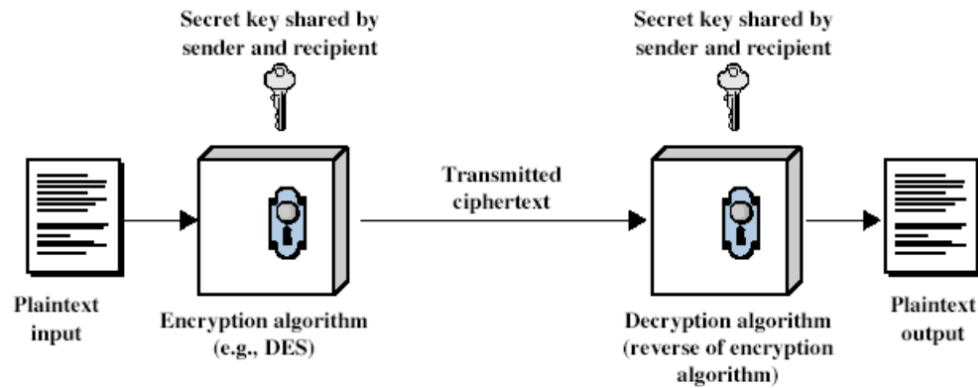 Secret key shared by
sender and recipient
Secret key shared by
sender and recipient
Transmitted
ciphertext
Plaintext
input
Encryption algorithm
(e.g., DES)
Decryption algorithm
(reverse of encryption
algorithm)
Plaintext
output